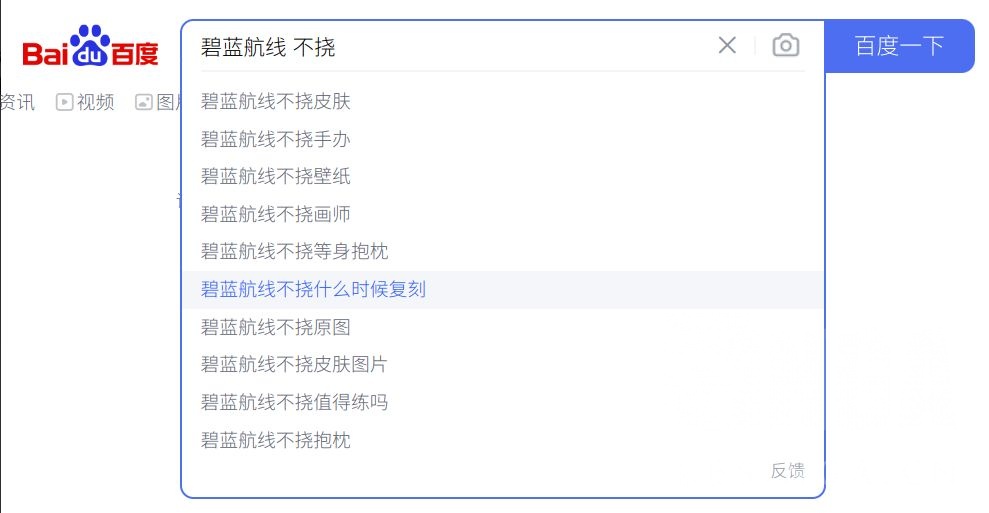 Bai du 百度
碧蓝航线 不挠
百度一下
资讯 视频
碧蓝航线不挠皮肤
碧蓝航线不挠手办
碧蓝航线不挠壁纸
碧蓝航线不挠画师
碧蓝航线不挠等身抱枕
碧蓝航线不挠什么时候复刻
碧蓝航线不挠原图
碧蓝航线不挠皮肤图片
碧蓝航线不挠值得练吗
碧蓝航线不挠抱枕
反馈